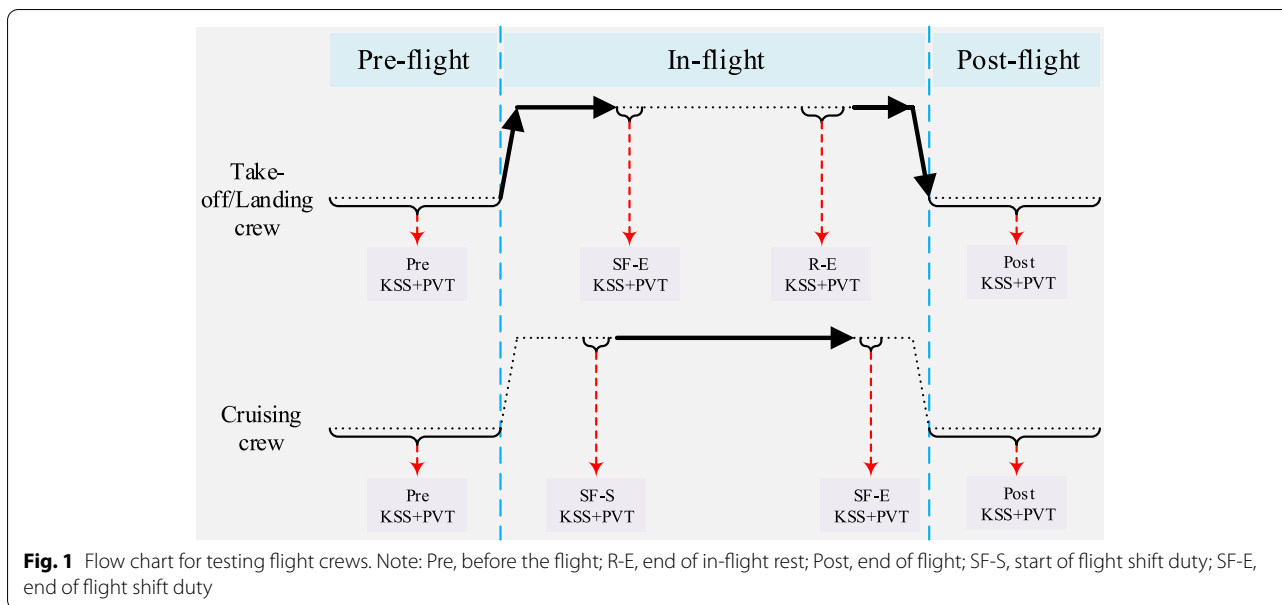 Pre-flight
In-flight
Post-flight
Take-
off/Landing
crew
Pre
KSS+PVT
SF-E
KSS+PVT
R-E
KSS+PVT
Post
KSS+PVT
Cruising
crew
Pre
KSS+PVT
SF-S
KSS+PVT
SF-E
KSS+PVT
Post
KSS+PVT
Fig. 1 Flow chart for testing flight crews. Note: Pre, before the flight; R-E, end of in-flight rest; Post, end of flight; SF-S, start of flight shift duty; SF-E,
end of flight shift duty